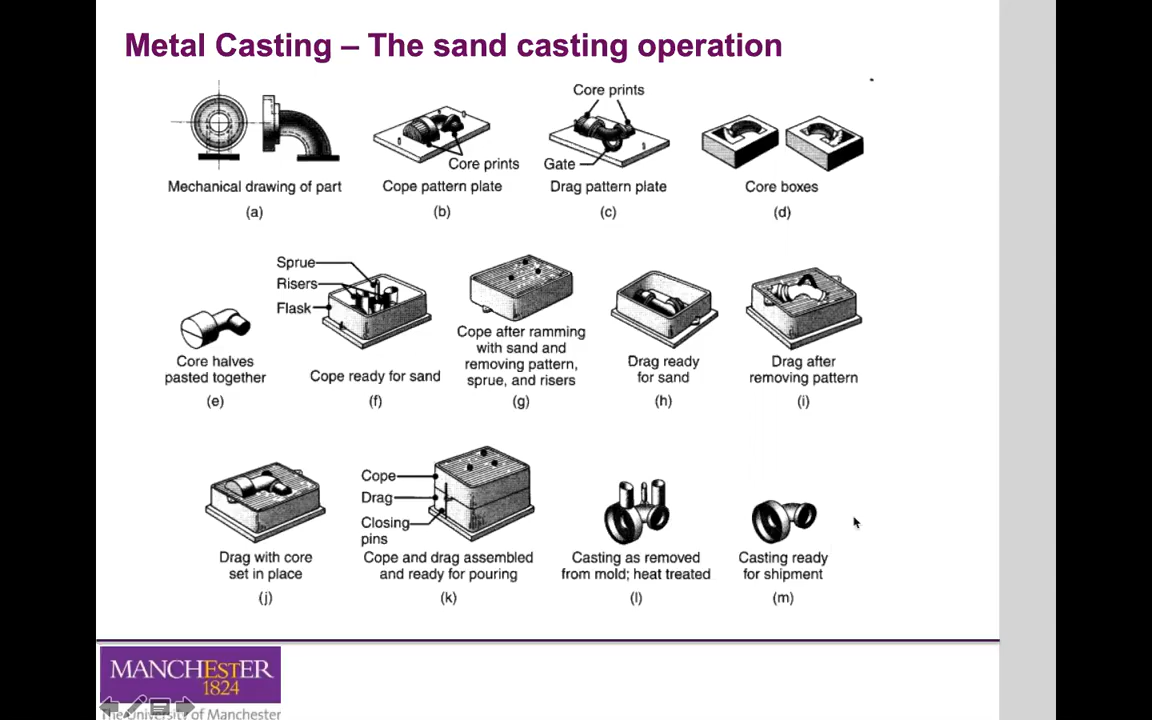 Metal Casting – The sand casting operation
Core prints
Core prints
Gate
Mechanical drawing of part
Cope pattern plate
Drag pattern plate
Core boxes
(a)
(b)
(c)
(d)
Sprue
Risers
Flask
Core halves
pasted together
Cope ready for sand
Cope after ramming
with sand and
removing pattern,
sprue, and risers
Drag ready
for sand
Drag after
removing pattern
(e)
(f)
(g)
(h)
(i)
Cope
Drag
Closing
pins
Drag with core
set in place
Cope and drag assembled
and ready for pouring
Casting as removed
from mold; heat treated
Casting ready
for shipment
(j)
(k)
(l)
(m)
MANCHESTER
1824
The University of Manchester